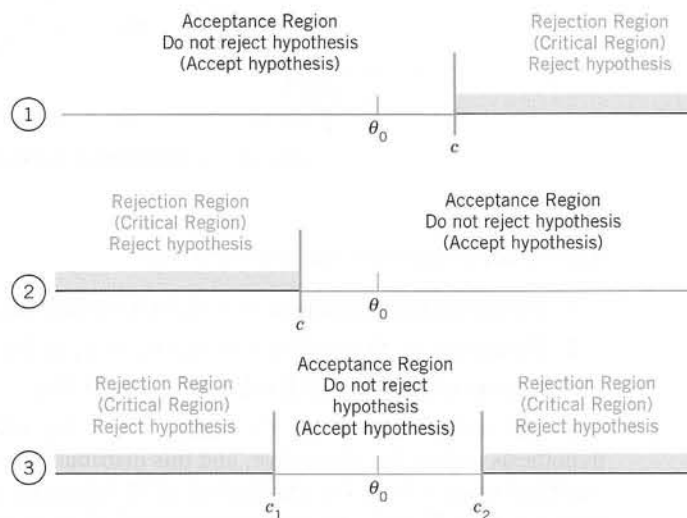 Acceptance Region
Do not reject hypothesis
(Accept hypothesis)
Rejection Region
(Critical Region)
Reject hypothesis
1
θ0
c
Rejection Region
(Critical Region)
Reject hypothesis
Acceptance Region
Do not reject hypothesis
(Accept hypothesis)
2
c
θ0
Rejection Region
(Critical Region)
Reject hypothesis
Acceptance Region
Do not reject
hypothesis
(Accept hypothesis)
Rejection Region
(Critical Region)
Reject hypothesis
3
c1
θ0
c2